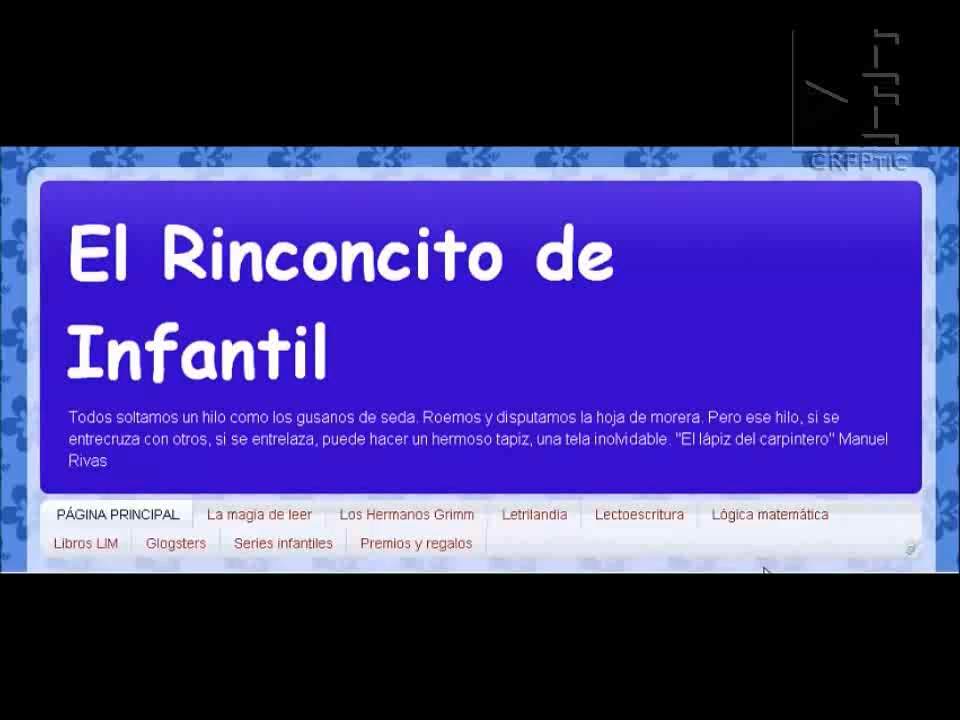 CRFPTIC
El Rinconcito de
Infantil
Todos soltamos un hilo como los gusanos de seda. Roemos y disputamos la hoja de morera. Pero ese hilo, si se
entrecruza con otros, si se entrelaza, puede hacer un hermoso tapiz, una tela inolvidable. "El lápiz del carpintero" Manuel
Rivas
PÁGINA PRINCIPAL La magia de leer Los Hermanos Grimm Letrilandia Lectoescritura Lógica matemática
Libros LIM Glogsters Series infantiles Premios y regalos